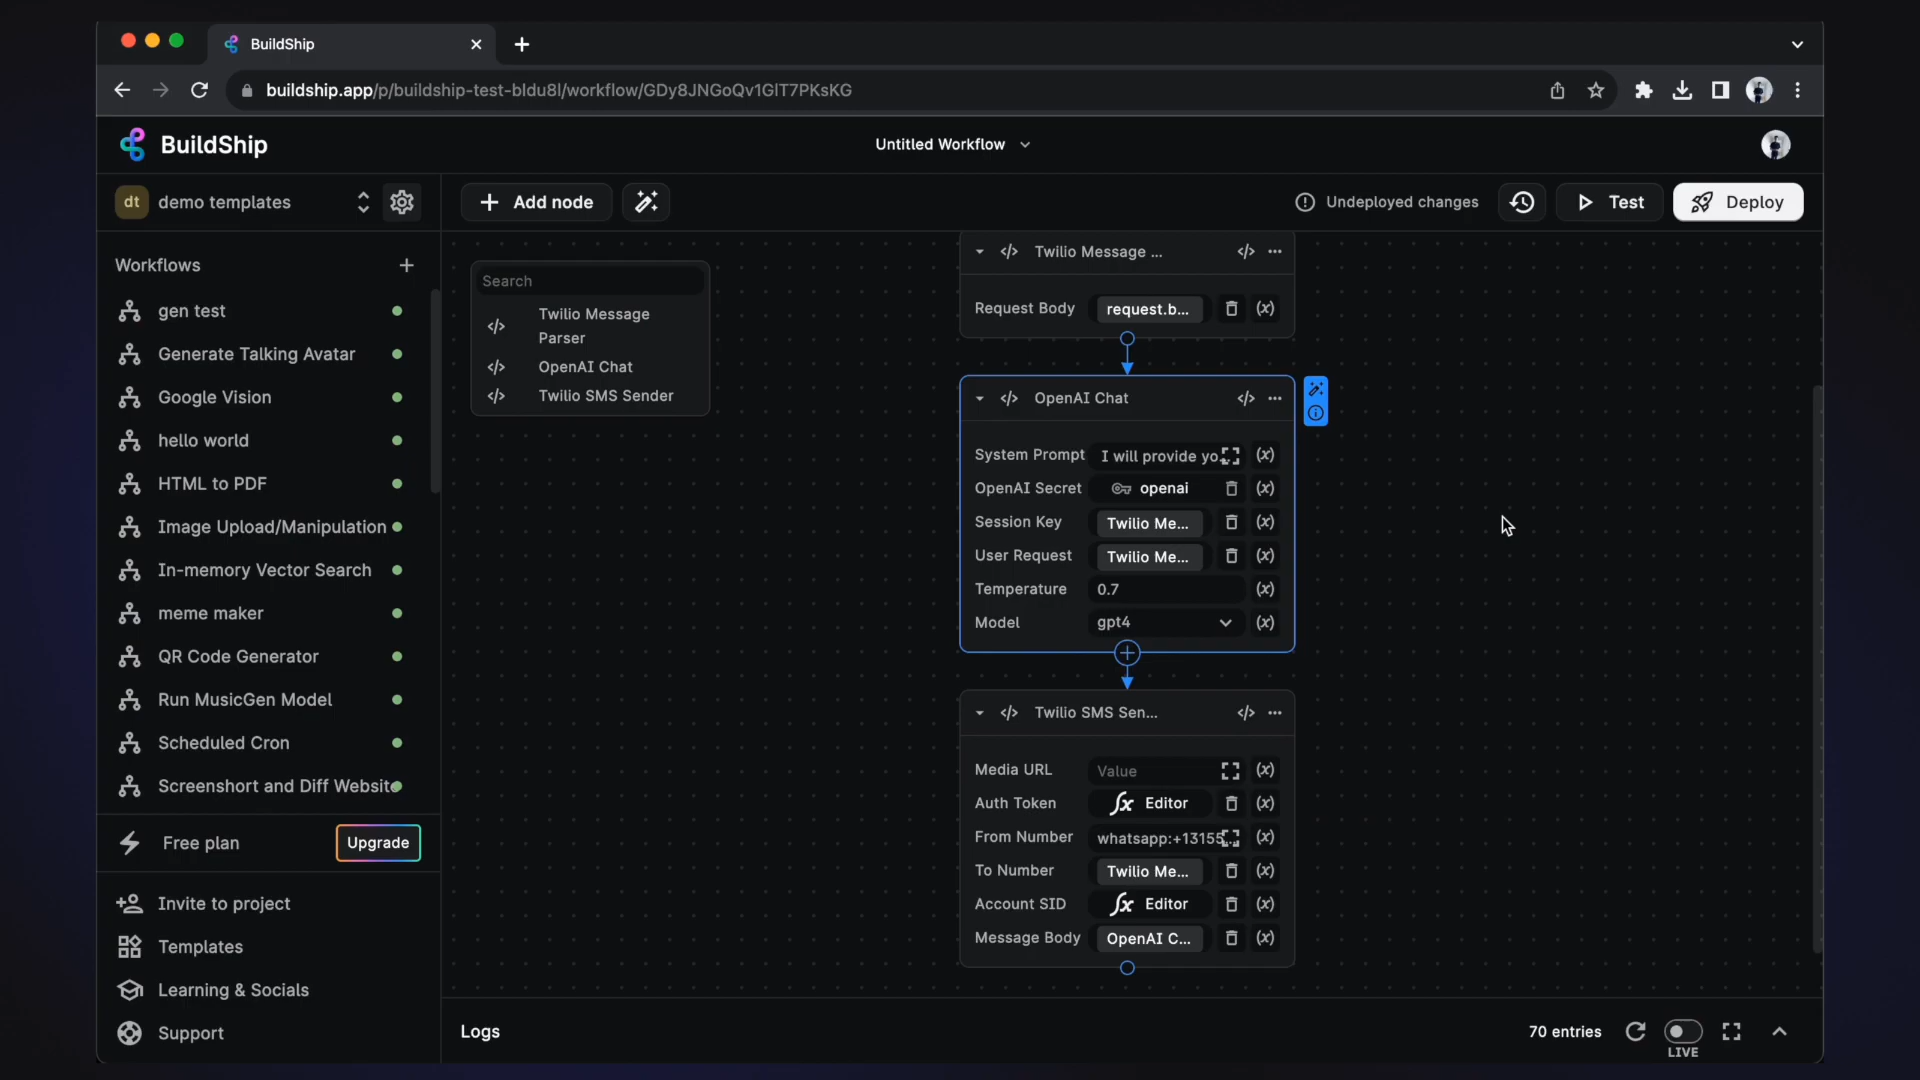 BuildShip
buildship.app/p/buildship-test-bldu8l/workflow/GDy8JNGoQv1GIT7PKsKG
BuildShip
Untitled Workflow
dt demo templates
Add node
Undeployed changes
Test
Deploy
Workflows
gen test
Generate Talking Avatar
Google Vision
hello world
HTML to PDF
Image Upload/Manipulation
In-memory Vector Search
meme maker
QR Code Generator
Run MusicGen Model
Scheduled Cron
Screenshort and Diff Website
Free plan
Upgrade
Invite to project
Templates
Learning & Socials
Support
Search
Twilio Message
Parser
OpenAI Chat
Twilio SMS Sender
Twilio Message ...
Request Body request.b... (x)
OpenAI Chat
System Prompt I will provide yo... (x)
OpenAI Secret openai (x)
Session Key Twilio Me... (x)
User Request Twilio Me... (x)
Temperature 0.7 (x)
Model gpt4 (x)
Twilio SMS Sen...
Media URL Value (x)
Auth Token fx Editor (x)
From Number whatsapp:+13155... (x)
To Number Twilio Me... (x)
Account SID fx Editor (x)
Message Body OpenAI C... (x)
Logs
70 entries
LIVE